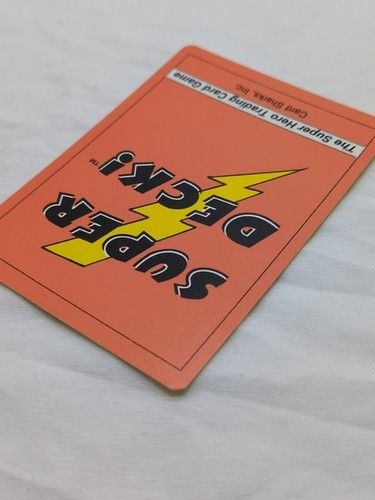 SUPER
DECK!™
The Super Hero Trading Card Game
Card Sharks, Inc.